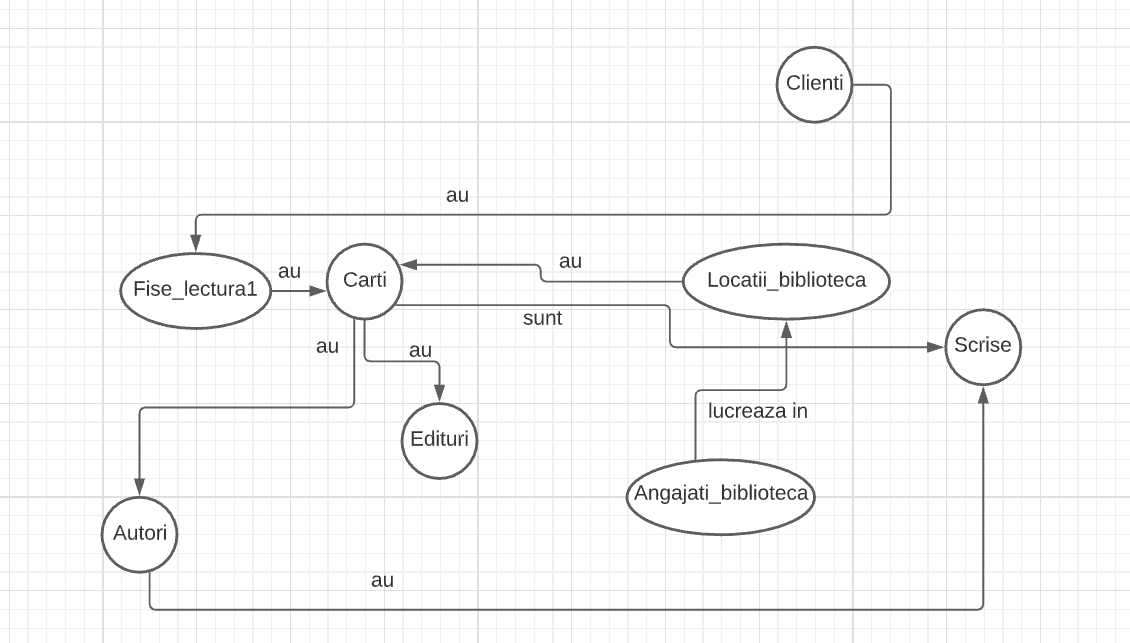 Clienti
au
Fise_lectura1
au
Carti
au
Locatii_biblioteca
sunt
au
au
Scrise
lucreaza in
Edituri
Angajati_biblioteca
Autori
au